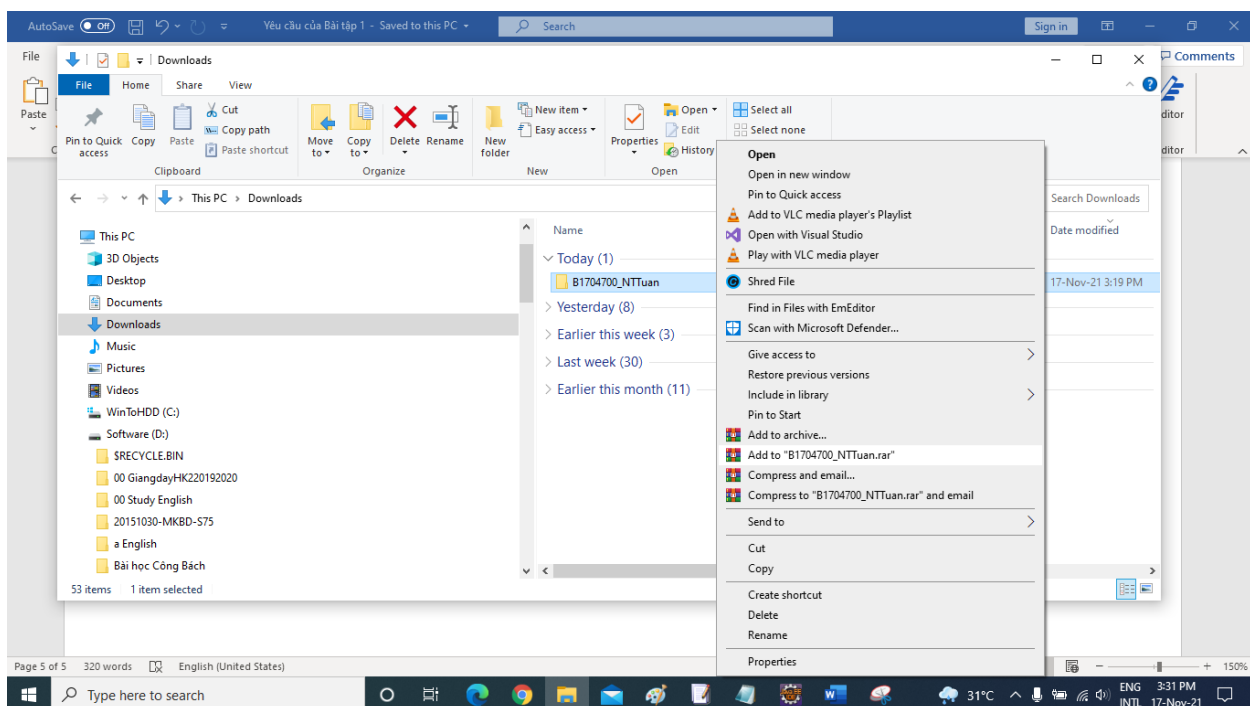 AutoSave Off Yêu cầu của Bài tập 1 - Saved to this PC Search Sign in
File Comments
Downloads
File Home Share View
Paste
Pin to Quick access
Copy
Paste
Cut
Copy path
Paste shortcut
Move to
Copy to
Delete
Rename
New folder
New item
Easy access
Properties
Open
Edit
History
Select all
Select none
ditor
Clipboard Organize New Open
ditor
This PC > Downloads Search Downloads
Name Date modified
This PC
3D Objects
Desktop
Documents
Downloads
Music
Pictures
Videos
WinToHDD (C:)
Software (D:)
$RECYCLE.BIN
00 GiangdayHK220192020
00 Study English
20151030-MKBD-S75
a English
Bài học Công Bách
Today (1)
B1704700_NTTuan 17-Nov-21 3:19 PM
Yesterday (8)
Earlier this week (3)
Last week (30)
Earlier this month (11)
Open
Open in new window
Pin to Quick access
Add to VLC media player's Playlist
Open with Visual Studio
Play with VLC media player
Shred File
Find in Files with EmEditor
Scan with Microsoft Defender...
Give access to
Restore previous versions
Include in library
Pin to Start
Add to archive...
Add to "B1704700_NTTuan.rar"
Compress and email...
Compress to "B1704700_NTTuan.rar" and email
Send to
Cut
Copy
Create shortcut
Delete
Rename
Properties
53 items 1 item selected
Page 5 of 5 320 words English (United States) 150%
Type here to search 31°C ENG 3:31 PM
INTL 17-Nov-21